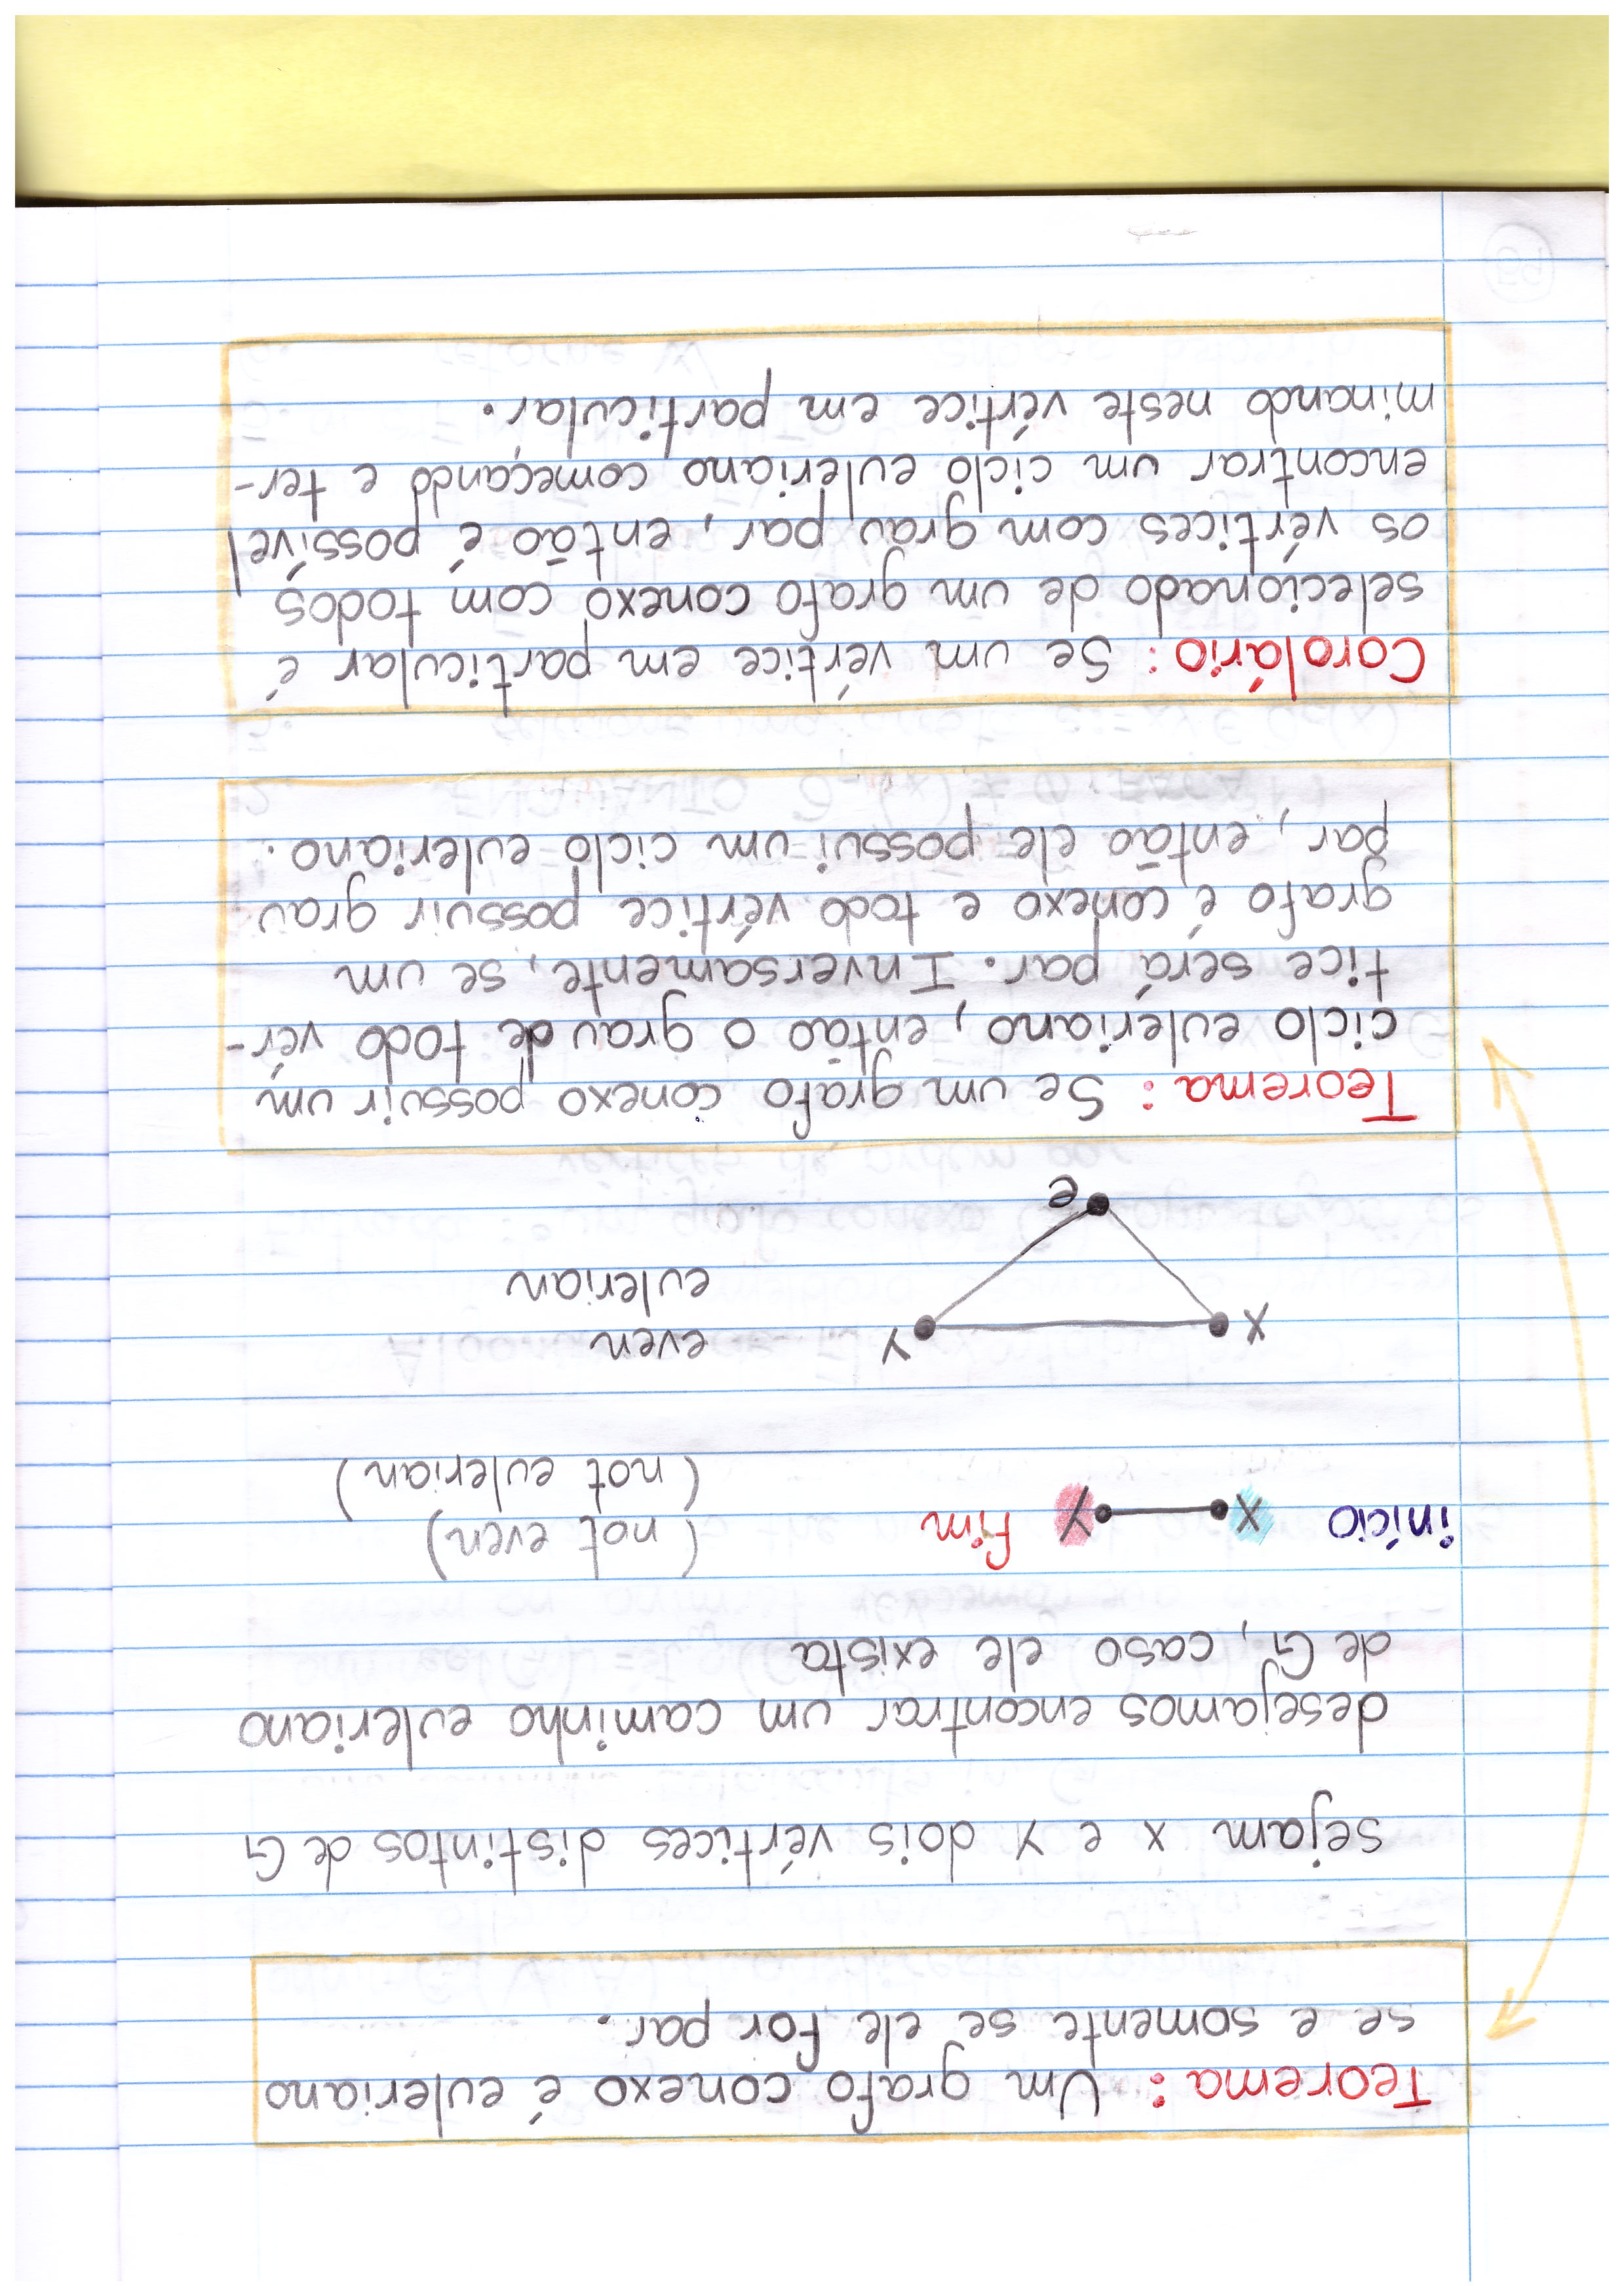 Teorema: Um grafo conexo é euleriano
se e somente se ele for par.
sejam x e y dois vértices distintos de G
desejamos encontrar um caminho euleriano
de G, caso ele exista
início x y fim (not even)
(not eulerian)
x y even
eulerian
e
Teorema: Se um grafo conexo possuir um
ciclo euleriano, então o grau de todo vér-
tice será par. Inversamente, se um
grafo é conexo e todo vértice possuir grau
par, então ele possui um ciclo euleriano.
Corolário: Se um vértice em particular é
selecionado de um grafo conexo com todos
os vértices com grau par, então é possível
encontrar um ciclo euleriano começando e ter-
minando neste vértice em particular.